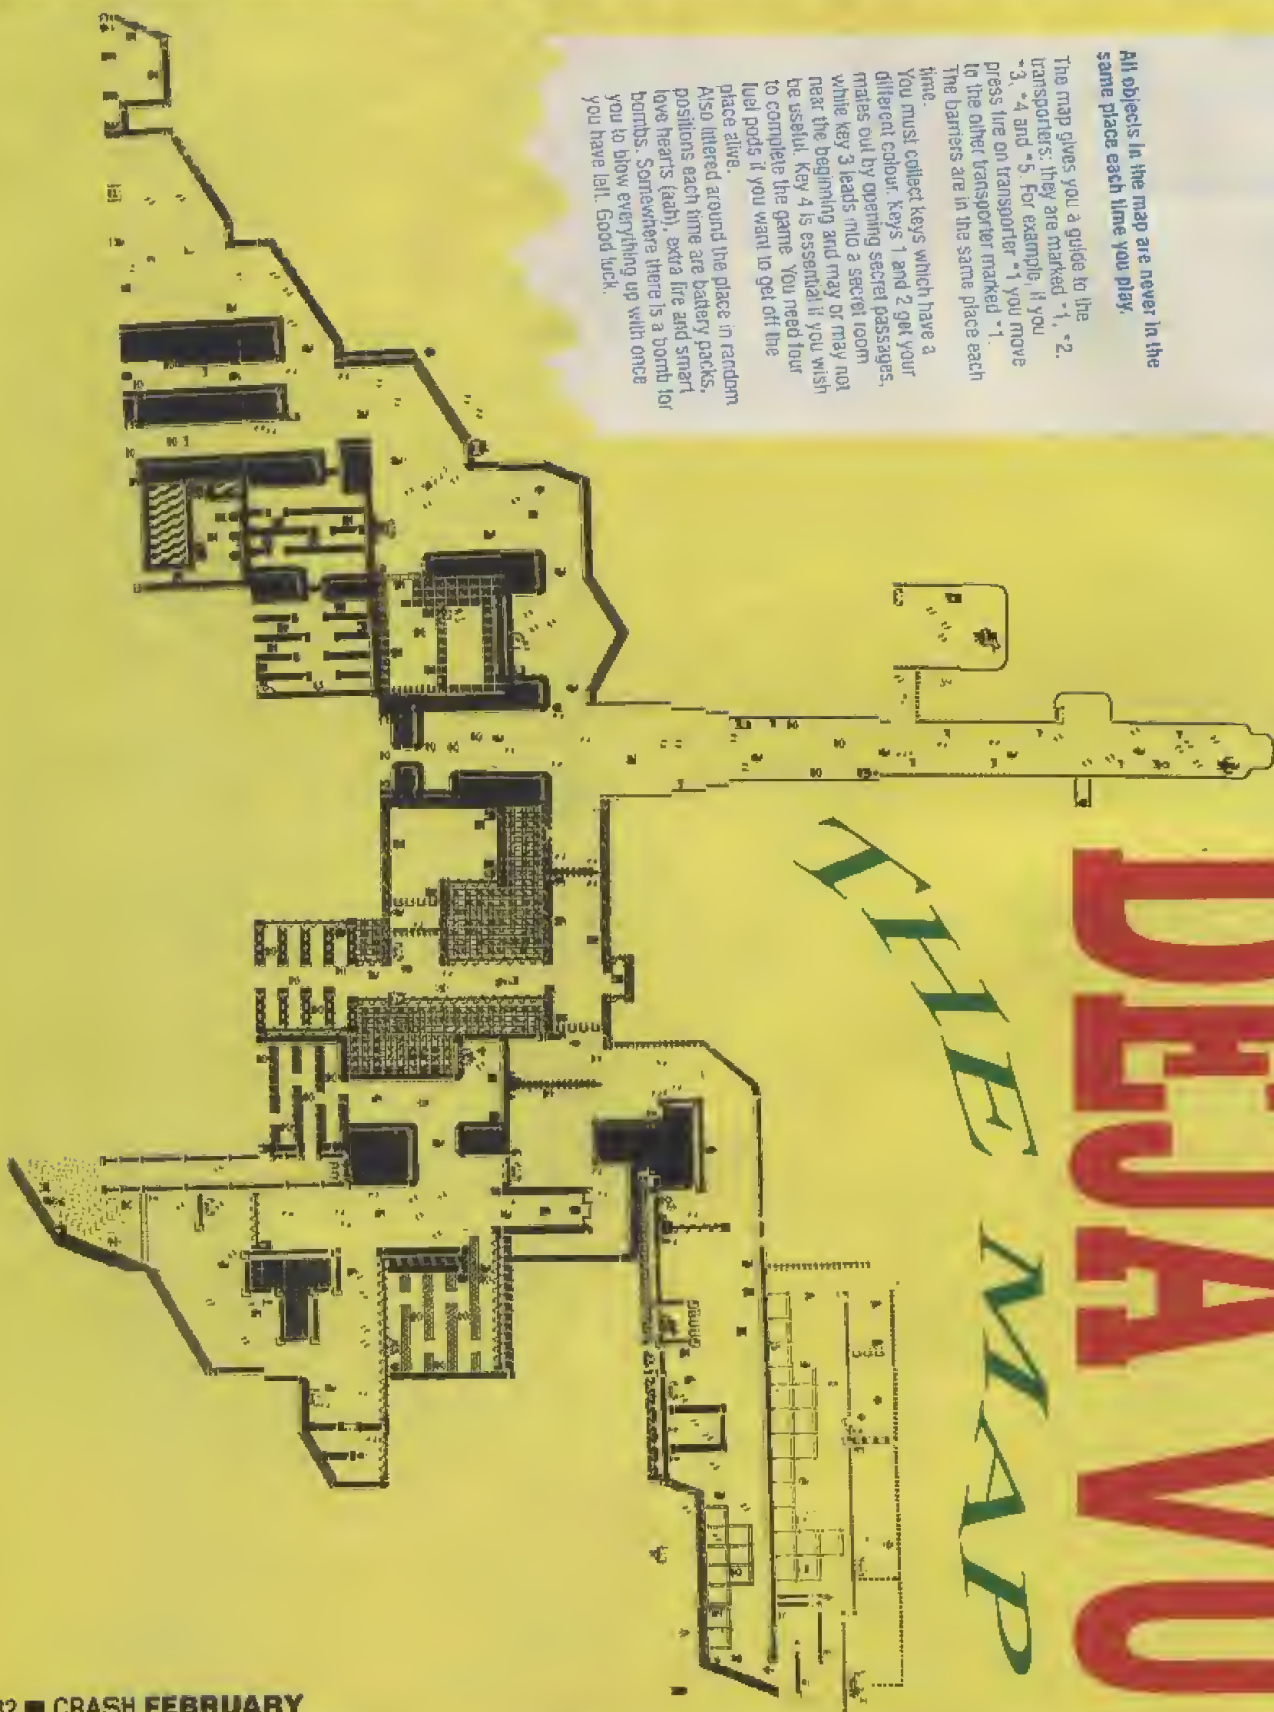 DEJA VU
THE MAP
All objects in the map are never in the
same place each time you play.
The map gives you a guide to the
transporters: they are marked *1, *2,
*3, *4 and *5. For example, if you
press fire on transporter *1 you move
to the other transporter marked *1.
The barriers are in the same place each
time.
You must collect keys which have a
different colour. Keys 1 and 2 get your
mates out by opening secret passages,
while key 3 leads into a secret room
near the beginning and may or may not
be useful. Key 4 is essential if you wish
to complete the game. You need four
fuel pods if you want to get off the
place alive.
Also littered around the place in random
positions each time are battery packs,
love hearts (aah), extra fire and smart
bombs. Somewhere there is a bomb for
you to blow everything up with once
you have left. Good luck.
32 CRASH FEBRUARY